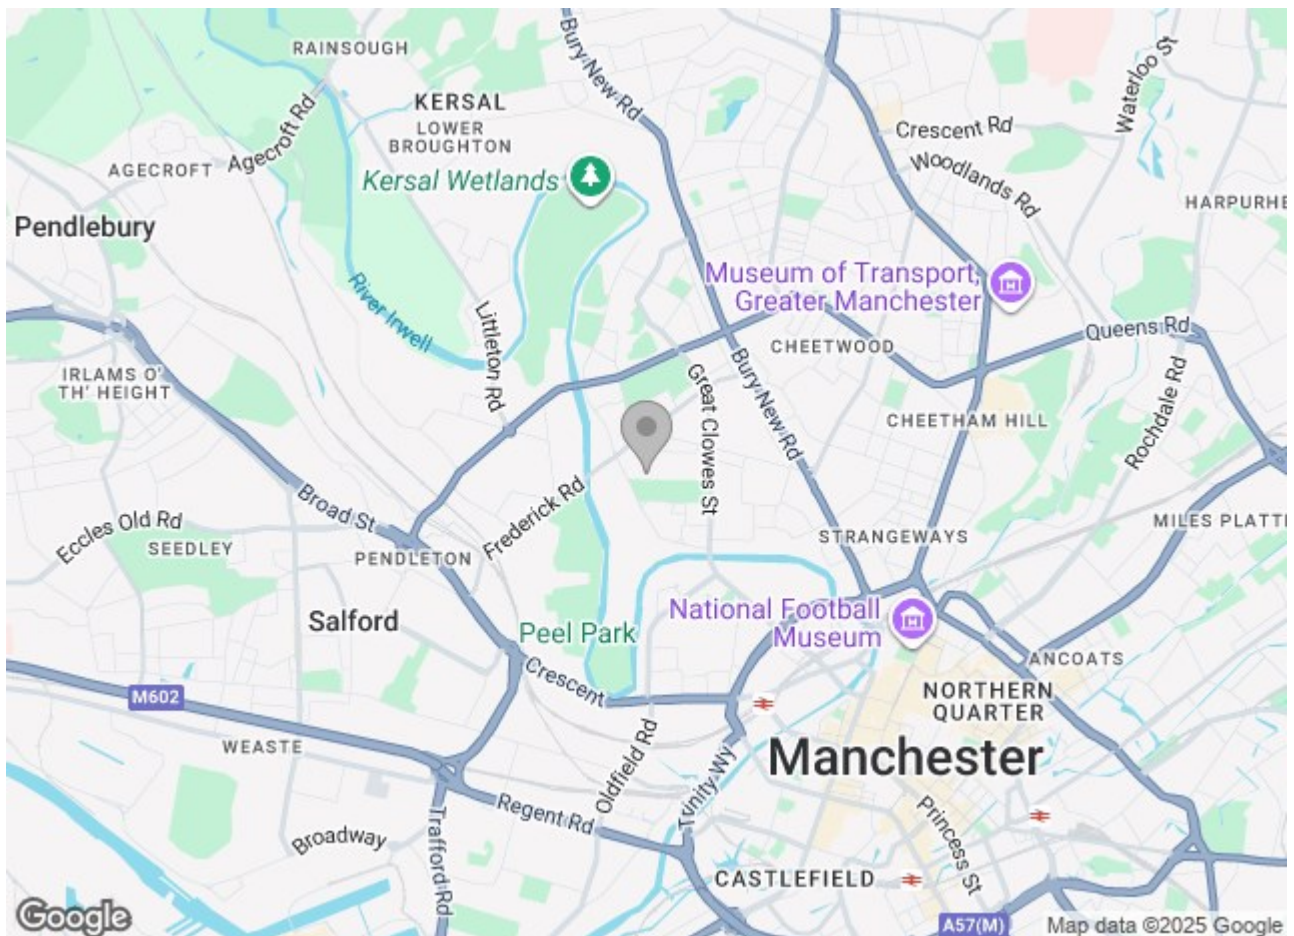 RAINSOUGH
Bury New Rd
KERSAL
LOWER
BROUGHTON
Agecroft Rd
AGECROFT
Kersal Wetlands
Waterloo St
Crescent Rd
Woodlands Rd
HARPURHE
Pendlebury
River Irwell
Museum of Transport,
Greater Manchester
Littleton Rd
Queens Rd
CHEETWOOD
IRLAMS O'
TH' HEIGHT
Great Clowes St
Bury New Rd
Rochdale Rd
CHEETHAM HILL
Broad St
Frederick Rd
Eccles Old Rd
SEEDLEY
PENDLETON
STRANGEWAYS
MILES PLATTI
Salford
Peel Park
National Football
Museum
Crescent
ANCOATS
M602
NORTHERN
QUARTER
WEASTE
Oldfield Rd
Trinity Wy
Manchester
Regent Rd
Broadway
Trafford Rd
Princess St
CASTLEFIELD
Google
A57(M)
Map data ©2025 Google